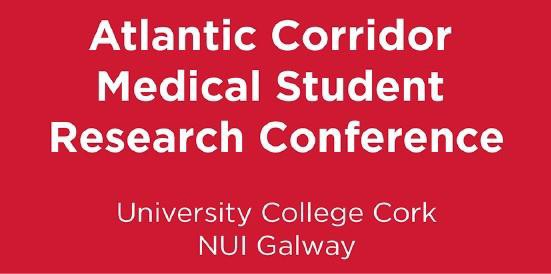 Atlantic Corridor
Medical Student
Research Conference
University College Cork
NUI Galway